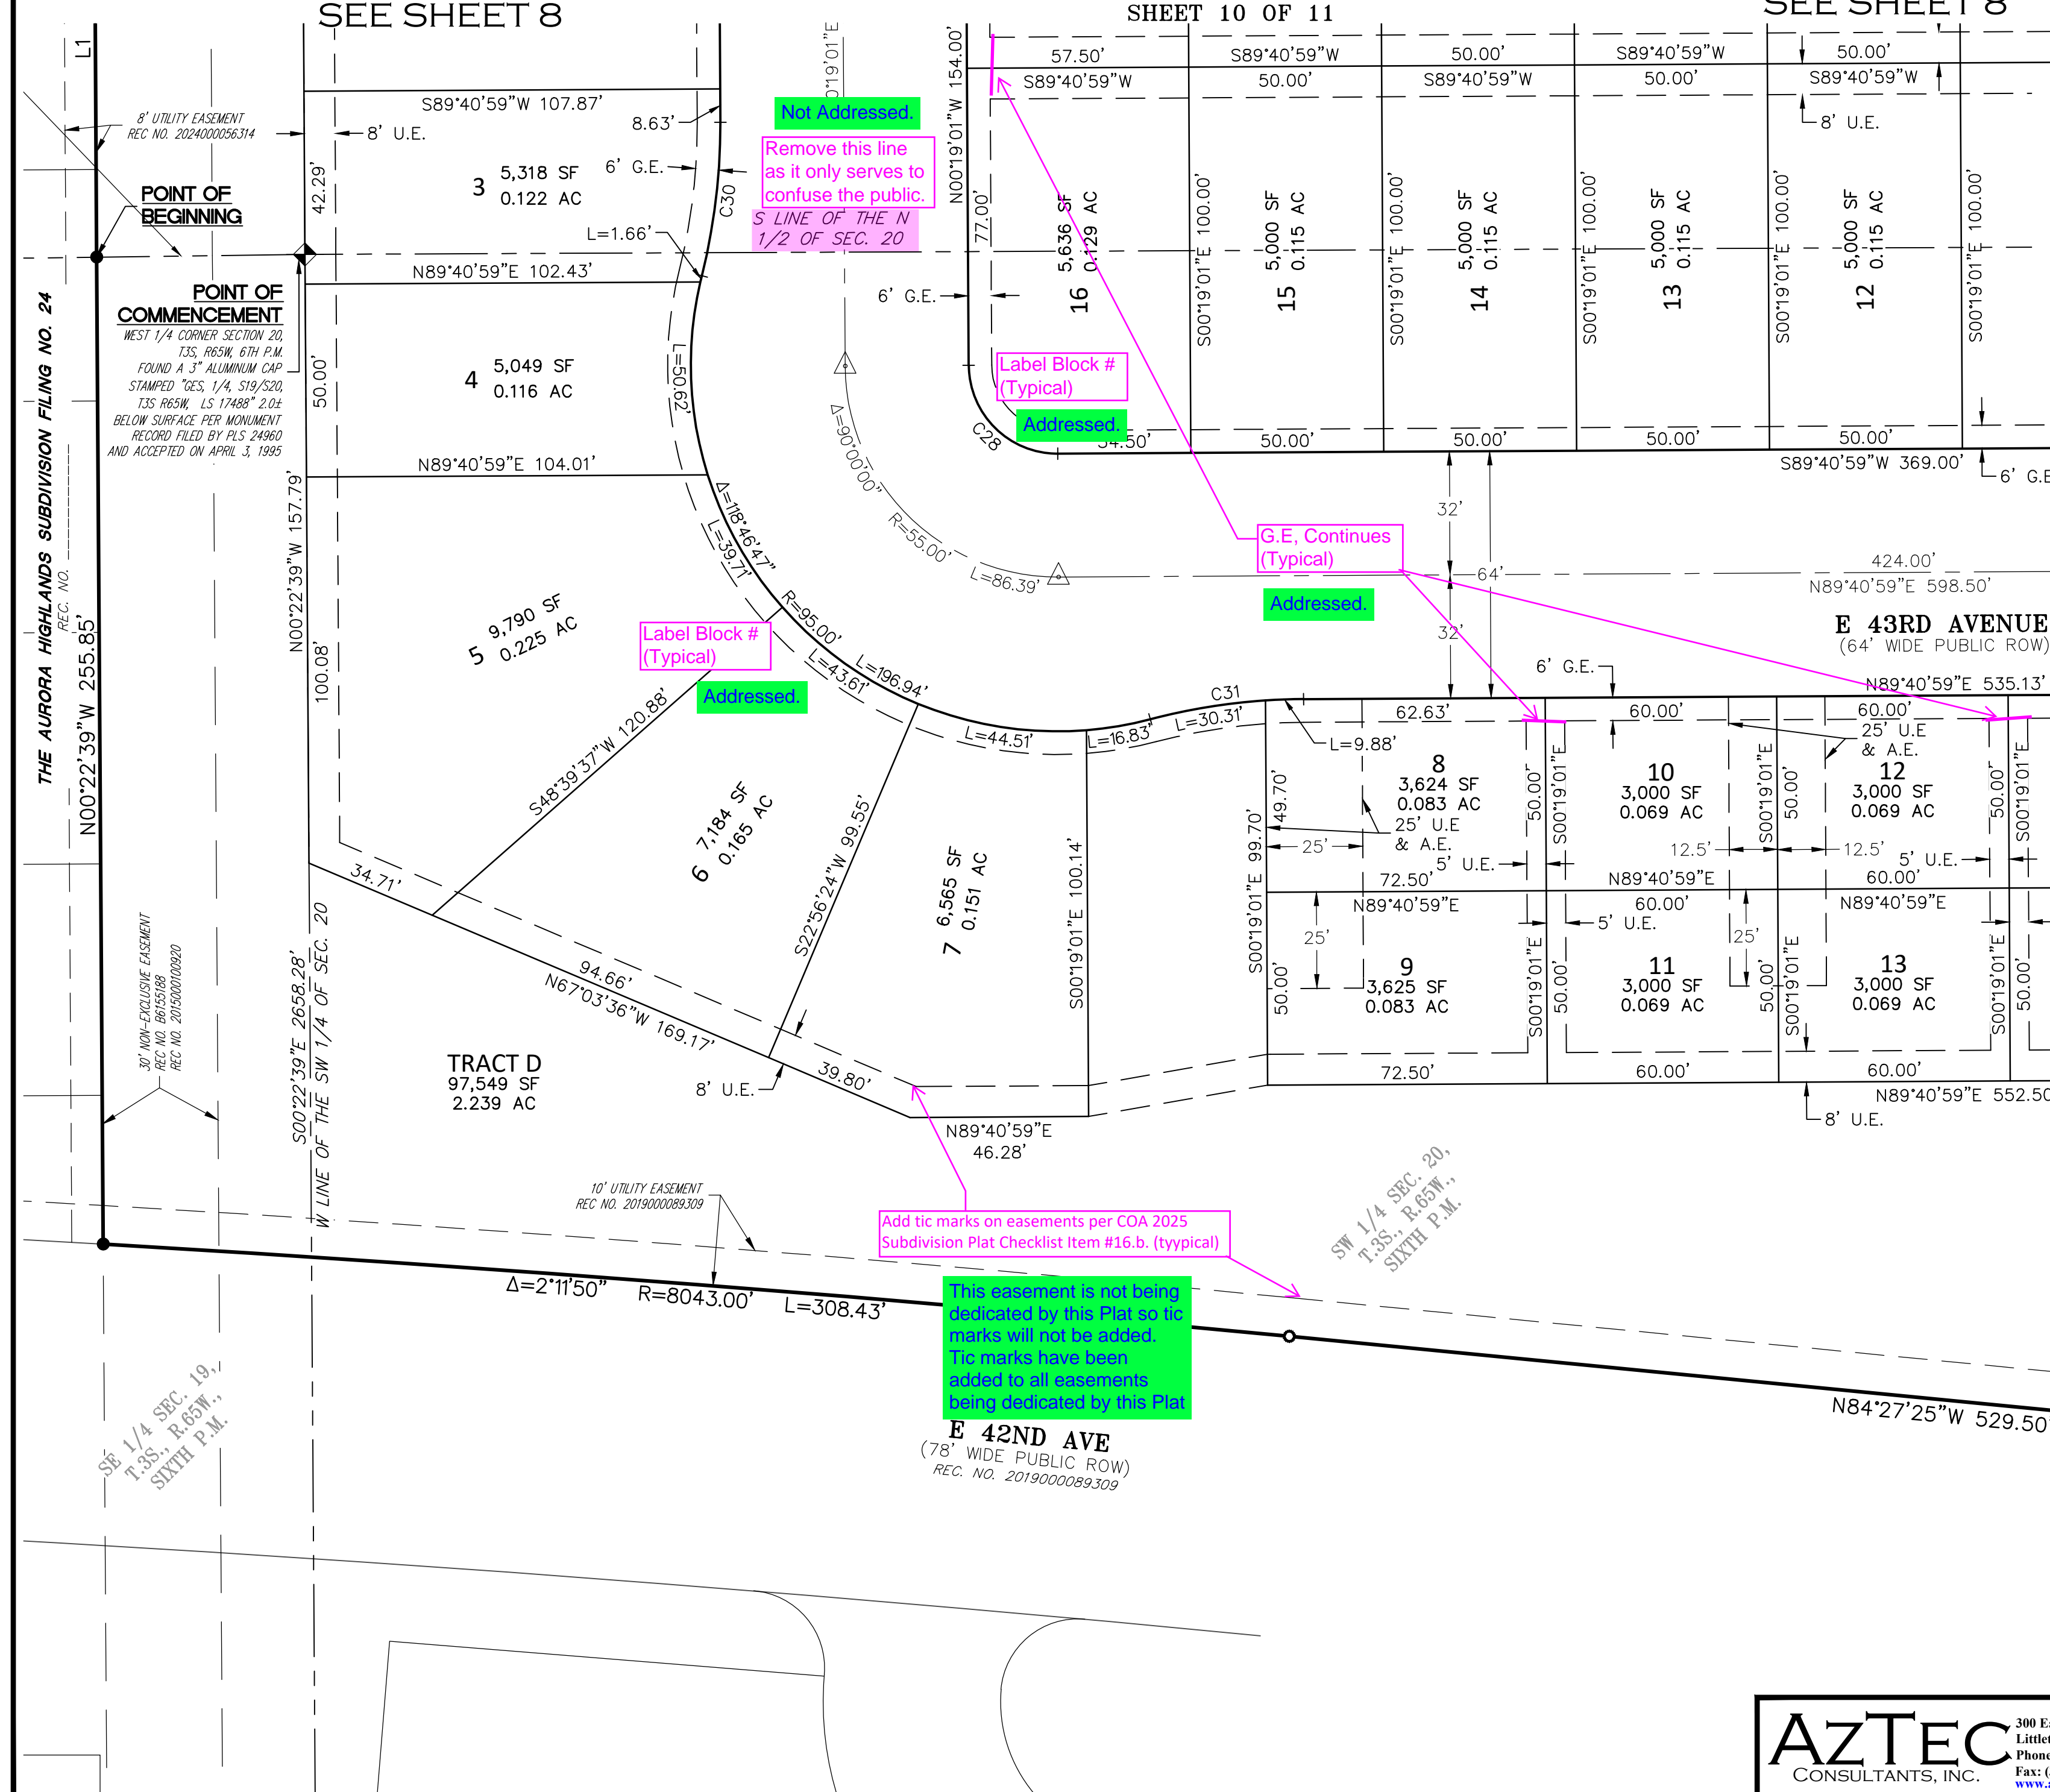 SEE SHEET 8
SHEET 10 OF 11
SEE SHEET 8
L1
8' UTILITY EASEMENT
REC NO. 2024000056314
POINT OF
BEGINNING
POINT OF
COMMENCEMENT
WEST 1/4 CORNER SECTION 20,
T3S, R65W, 6TH P.M.
FOUND A 3" ALUMINUM CAP
STAMPED "CES, 1/4, S19/S20,
T3S R65W, LS 17488" 2.0±
BELOW SURFACE PER MONUMENT
RECORD FILED BY PLS 24960
AND ACCEPTED ON APRIL 3, 1995
THE AURORA HIGHLANDS SUBDIVISION FILING NO. 24
REC. NO. ____________
N00°22'39"W 255.85'
S89°40'59"W 107.87'
8' U.E.
8.63'
42.29'
3
5,318 SF
0.122 AC
6' G.E.
C30
L=1.66'
N89°40'59"E 102.43'
50.00'
4
5,049 SF
0.116 AC
L=50.62'
N89°40'59"E 104.01'
N00°22'39"W 157.79'
100.08'
5
9,790 SF
0.225 AC
Δ=118°46'47"
L=39.71'
R=95.00'
L=43.61'
L=196.94'
0°19'01"E
Not Addressed.
Remove this line
as it only serves to
confuse the public.
S LINE OF THE N
1/2 OF SEC. 20
Δ=90°00'00"
R=55.00'
L=86.39'
N00°19'01"W 154.00'
77.00'
6' G.E.
C28
57.50'
S89°40'59"W
S89°40'59"W
50.00'
50.00'
S89°40'59"W
S89°40'59"W
50.00'
50.00'
S89°40'59"W
8' U.E.
16
5,636 SF
0.129 AC
S00°19'01"E 100.00'
15
5,000 SF
0.115 AC
S00°19'01"E 100.00'
14
5,000 SF
0.115 AC
S00°19'01"E 100.00'
13
5,000 SF
0.115 AC
S00°19'01"E 100.00'
12
5,000 SF
0.115 AC
S00°19'01"E 100.00'
Label Block #
(Typical)
Addressed.
34.50'
50.00'
50.00'
50.00'
50.00'
S89°40'59"W 369.00'
6' G.E
32'
64'
32'
G.E, Continues
(Typical)
Addressed.
424.00'
N89°40'59"E 598.50'
E 43RD AVENUE
(64' WIDE PUBLIC ROW)
N89°40'59"E 535.13'
Label Block #
(Typical)
Addressed.
S48°39'37"W 120.88'
6
7,184 SF
0.165 AC
S22°56'24"W 99.55'
L=44.51'
L=16.83'
C31
L=30.31'
L=9.88'
7
6,565 SF
0.151 AC
S00°19'01"E 100.14'
34.71'
94.66'
N67°03'36"W 169.17'
39.80'
8' U.E.
N89°40'59"E
46.28'
6' G.E.
62.63'
60.00'
60.00'
25' U.E
& A.E.
8
3,624 SF
0.083 AC
25' U.E
& A.E.
25'
5' U.E.
S00°19'01"E 99.70'
49.70'
50.00'
S00°19'01"E
10
3,000 SF
0.069 AC
S00°19'01"E
50.00'
12.5'
12.5'
12
3,000 SF
0.069 AC
50.00'
S00°19'01"E
5' U.E.
72.50'
N89°40'59"E
N89°40'59"E
60.00'
60.00'
N89°40'59"E
25'
5' U.E.
25'
50.00'
9
3,625 SF
0.083 AC
S00°19'01"E
50.00'
11
3,000 SF
0.069 AC
50.00'
S00°19'01"E
13
3,000 SF
0.069 AC
S00°19'01"E
50.00'
72.50'
60.00'
60.00'
N89°40'59"E 552.50
8' U.E.
30' NON-EXCLUSIVE EASEMENT
REC NO. B6155188
REC NO. 2015000100920
S00°22'39"E 2658.28'
W LINE OF THE SW 1/4 OF SEC. 20
TRACT D
97,549 SF
2.239 AC
10' UTILITY EASEMENT
REC NO. 2019000089309
Add tic marks on easements per COA 2025
Subdivision Plat Checklist Item #16.b. (tyypical)
SW 1/4 SEC. 20,
T.3S., R.65W.,
SIXTH P.M.
Δ=2°11'50"
R=8043.00'
L=308.43'
This easement is not being
dedicated by this Plat so tic
marks will not be added.
Tic marks have been
added to all easements
being dedicated by this Plat
N84°27'25"W 529.50'
E 42ND AVE
(78' WIDE PUBLIC ROW)
REC. NO. 2019000089309
SE 1/4 SEC. 19,
T.3S., R.65W.,
SIXTH P.M.
AZTEC
CONSULTANTS, INC.
300 E
Little
Phone
Fax: (
www.a